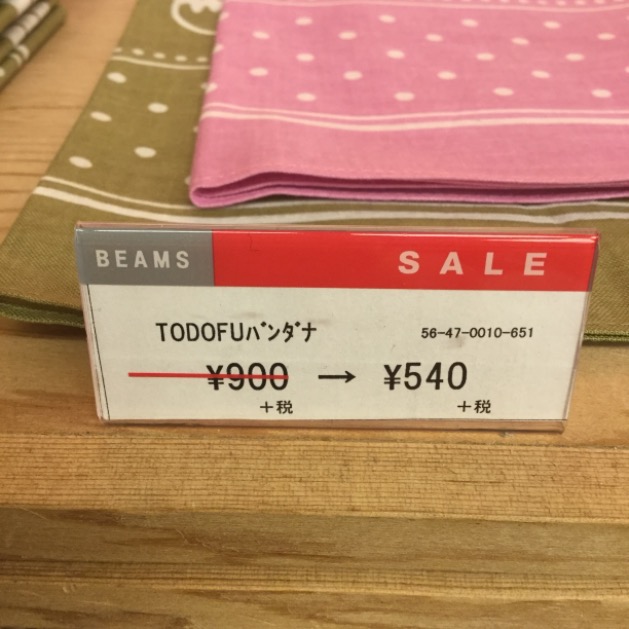 BEAMS SALE
TODOFUﾊﾞﾝﾀﾞﾅ 56-47-0010-651
¥900 → ¥540
+税 +税